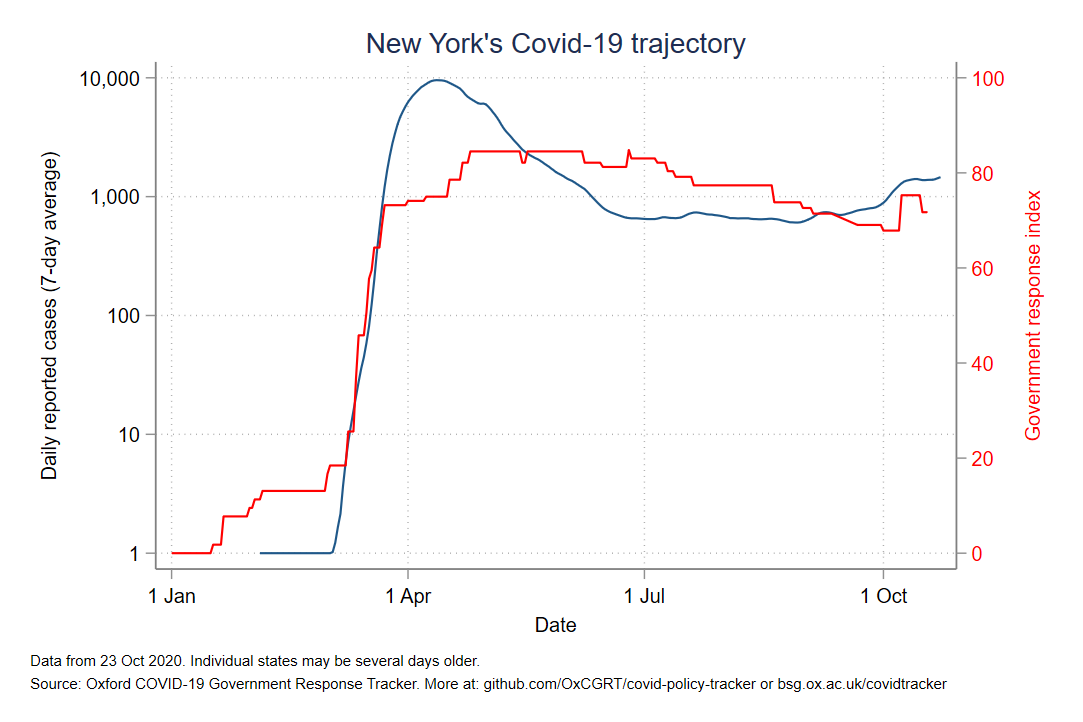 New York's Covid-19 trajectory
10,000
1,000
100
10
1
Daily reported cases (7-day average)
100
80
60
40
20
0
Government response index
1 Jan
1 Apr
1 Jul
1 Oct
Date
Data from 23 Oct 2020. Individual states may be several days older.
Source: Oxford COVID-19 Government Response Tracker. More at: github.com/OxCGRT/covid-policy-tracker or bsg.ox.ac.uk/covidtracker